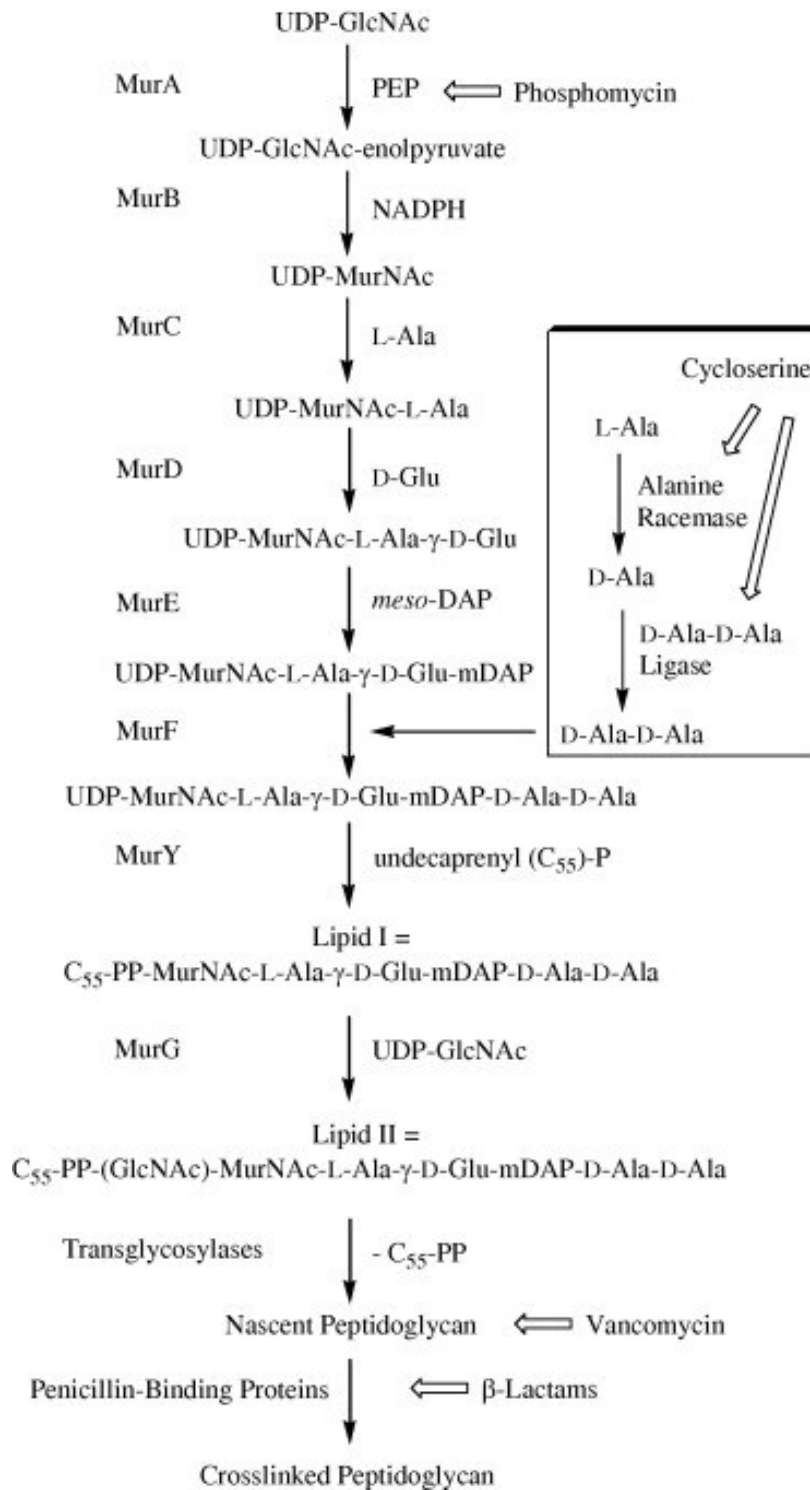 UDP-GlcNAc
MurA
PEP
Phosphomycin
UDP-GlcNAc-enolpyruvate
MurB
NADPH
UDP-MurNAc
MurC
L-Ala
UDP-MurNAc-L-Ala
MurD
D-Glu
UDP-MurNAc-L-Ala-γ-D-Glu
MurE
meso-DAP
UDP-MurNAc-L-Ala-γ-D-Glu-mDAP
MurF
Cycloserine
L-Ala
Alanine
Racemase
D-Ala
D-Ala-D-Ala
Ligase
D-Ala-D-Ala
UDP-MurNAc-L-Ala-γ-D-Glu-mDAP-D-Ala-D-Ala
MurY
undecaprenyl (C₅₅)-P
Lipid I =
C₅₅-PP-MurNAc-L-Ala-γ-D-Glu-mDAP-D-Ala-D-Ala
MurG
UDP-GlcNAc
Lipid II =
C₅₅-PP-(GlcNAc)-MurNAc-L-Ala-γ-D-Glu-mDAP-D-Ala-D-Ala
Transglycosylases
- C₅₅-PP
Nascent Peptidoglycan
Vancomycin
Penicillin-Binding Proteins
β-Lactams
Crosslinked Peptidoglycan